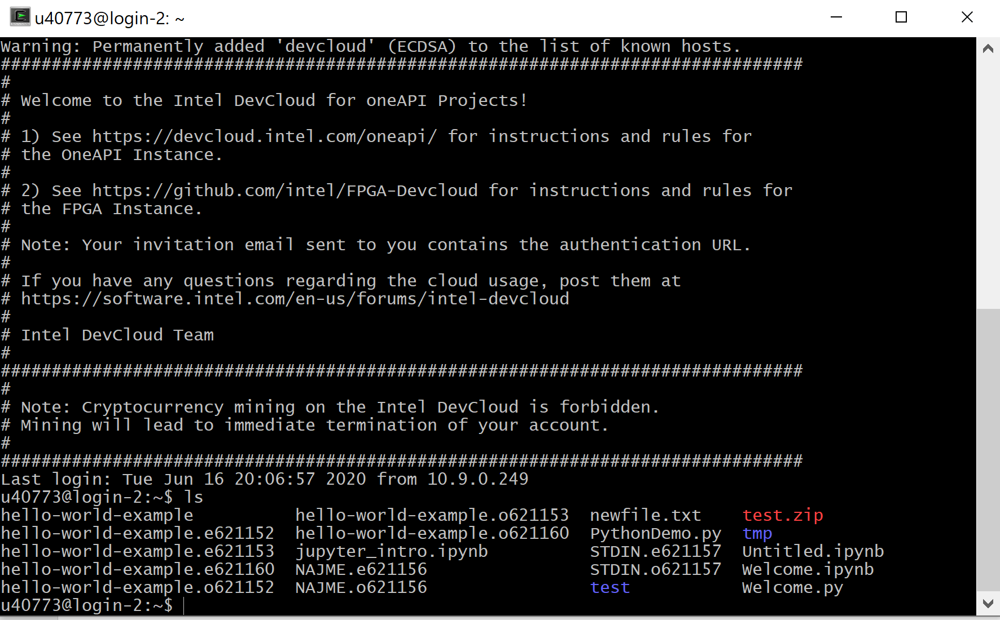 u40773@login-2: ~
Warning: Permanently added 'devcloud' (ECDSA) to the list of known hosts.
###############################################################################
#
# Welcome to the Intel DevCloud for oneAPI Projects!
#
# 1) See https://devcloud.intel.com/oneapi/ for instructions and rules for
# the OneAPI Instance.
#
# 2) See https://github.com/intel/FPGA-Devcloud for instructions and rules for
# the FPGA Instance.
#
# Note: Your invitation email sent to you contains the authentication URL.
#
# If you have any questions regarding the cloud usage, post them at
# https://software.intel.com/en-us/forums/intel-devcloud
#
# Intel DevCloud Team
#
###############################################################################
#
# Note: Cryptocurrency mining on the Intel DevCloud is forbidden.
# Mining will lead to immediate termination of your account.
#
###############################################################################
Last login: Tue Jun 16 20:06:57 2020 from 10.9.0.249
u40773@login-2:~$ ls
hello-world-example          hello-world-example.o621153  newfile.txt    test.zip
hello-world-example.e621152  hello-world-example.o621160  PythonDemo.py  tmp
hello-world-example.e621153  jupyter_intro.ipynb          STDIN.e621157  Untitled.ipynb
hello-world-example.e621160  NAJME.e621156                STDIN.o621157  Welcome.ipynb
hello-world-example.o621152  NAJME.o621156                test           Welcome.py
u40773@login-2:~$